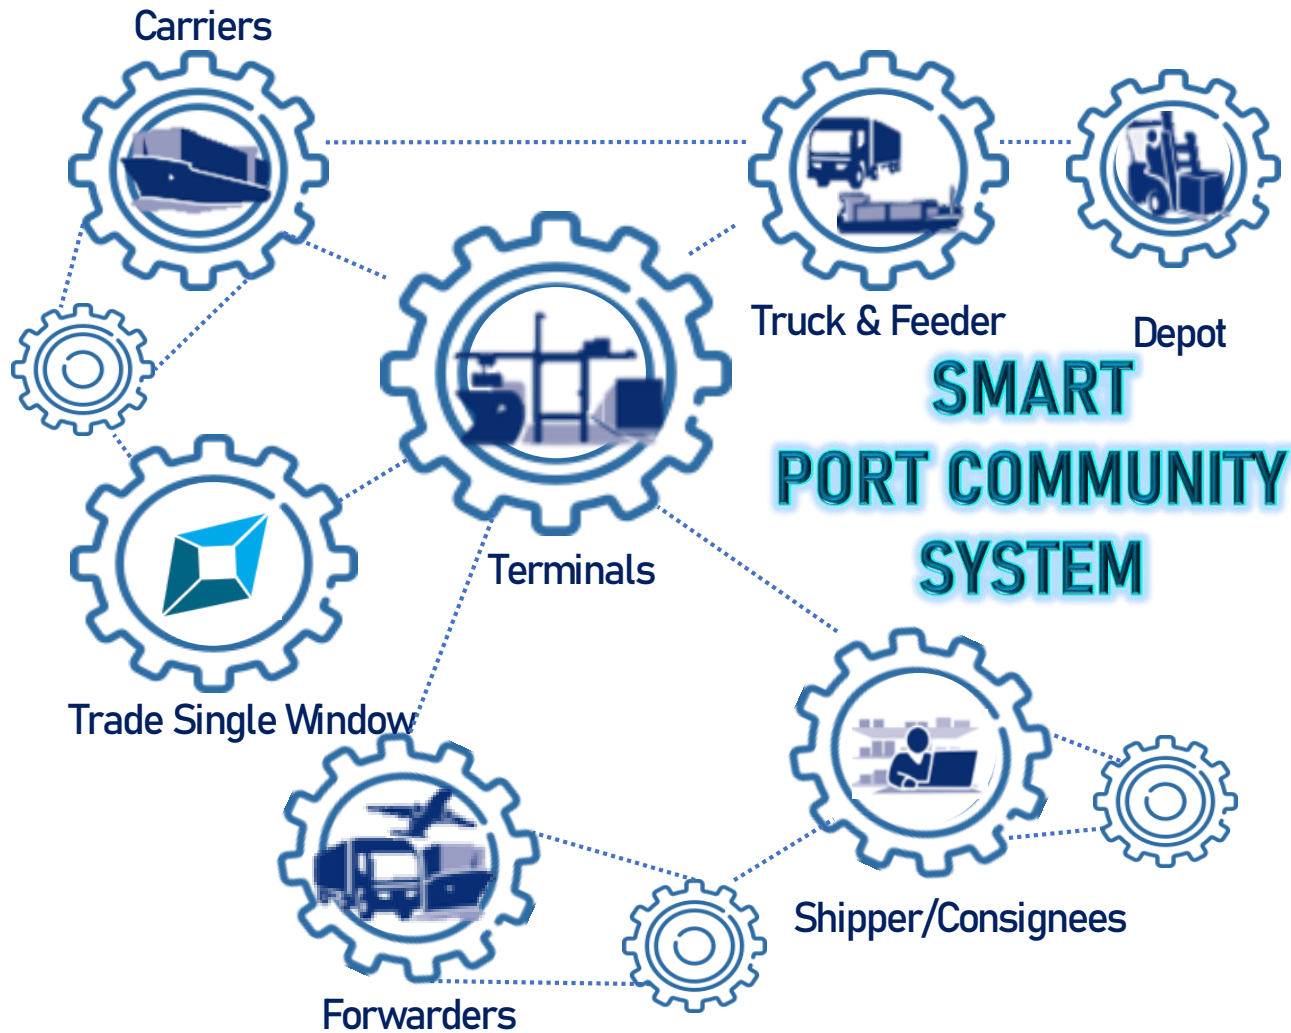 Carriers
Truck & Feeder
Depot
SMART
PORT COMMUNITY
SYSTEM
Terminals
Trade Single Window
Shipper/Consignees
Forwarders